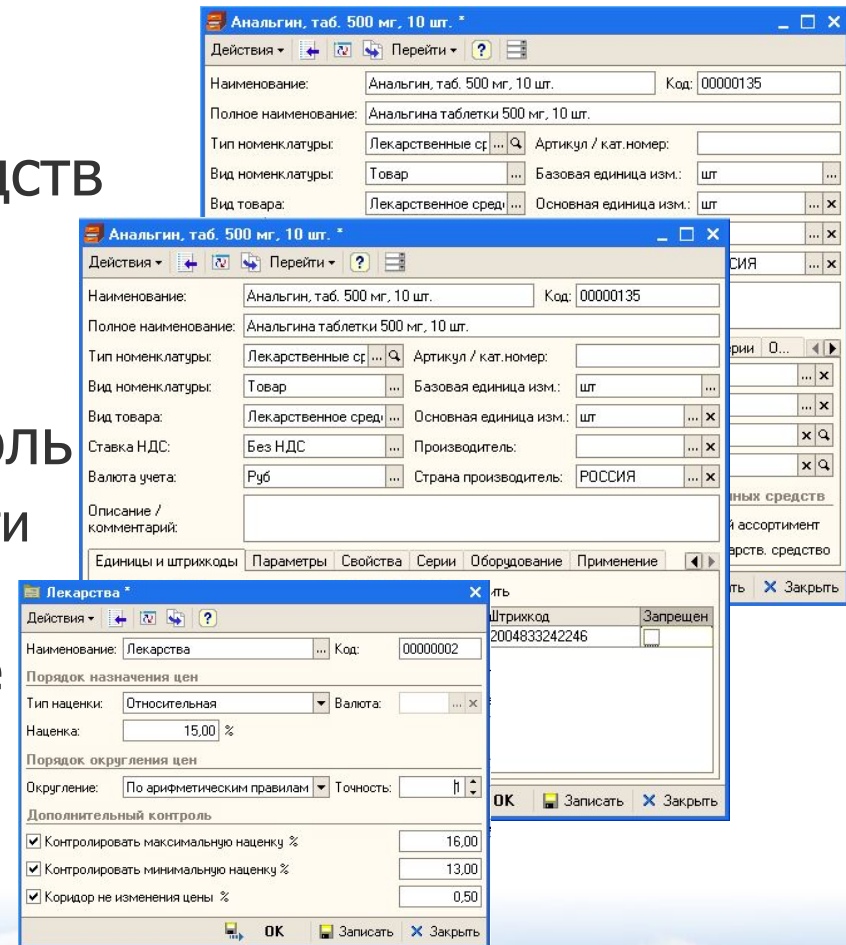 дств
оль
ти
е
Анальгин, таб. 500 мг, 10 шт. *
Действия Перейти ?
Наименование: Анальгин, таб. 500 мг, 10 шт. Код: 00000135
Полное наименование: Анальгина таблетки 500 мг, 10 шт.
Тип номенклатуры: Лекарственные ср ... Артикул / кат.номер:
Вид номенклатуры: Товар ... Базовая единица изм.: шт ...
Вид товара: Лекарственное средс ... Основная единица изм.: шт ... x
... x
СИЯ ... x
рии О...
... x
... x
x
x
нных средств
й ассортимент
арств. средство
ть Закрыть
Анальгин, таб. 500 мг, 10 шт. *
Действия Перейти ?
Наименование: Анальгин, таб. 500 мг, 10 шт. Код: 00000135
Полное наименование: Анальгина таблетки 500 мг, 10 шт.
Тип номенклатуры: Лекарственные ср ... Артикул / кат.номер:
Вид номенклатуры: Товар ... Базовая единица изм.: шт ...
Вид товара: Лекарственное средс ... Основная единица изм.: шт ... x
Ставка НДС: Без НДС ... Производитель: ... x
Валюта учета: Руб ... Страна производитель: РОССИЯ ... x
Описание /
комментарий:
Единицы и штрихкоды Параметры Свойства Серии Оборудование Применение
ить
Штрихкод Запрещен
2004833242246
OK Записать Закрыть
Лекарства *
Действия ?
Наименование: Лекарства ... Код: 00000002
Порядок назначения цен
Тип наценки: Относительная Валюта: ... x
Наценка: 15,00 %
Порядок округления цен
Округление: По арифметическим правилам Точность: 1
Дополнительный контроль
Контролировать максимальную наценку % 16,00
Контролировать минимальную наценку % 13,00
Коридор не изменения цены % 0,50
OK Записать Закрыть